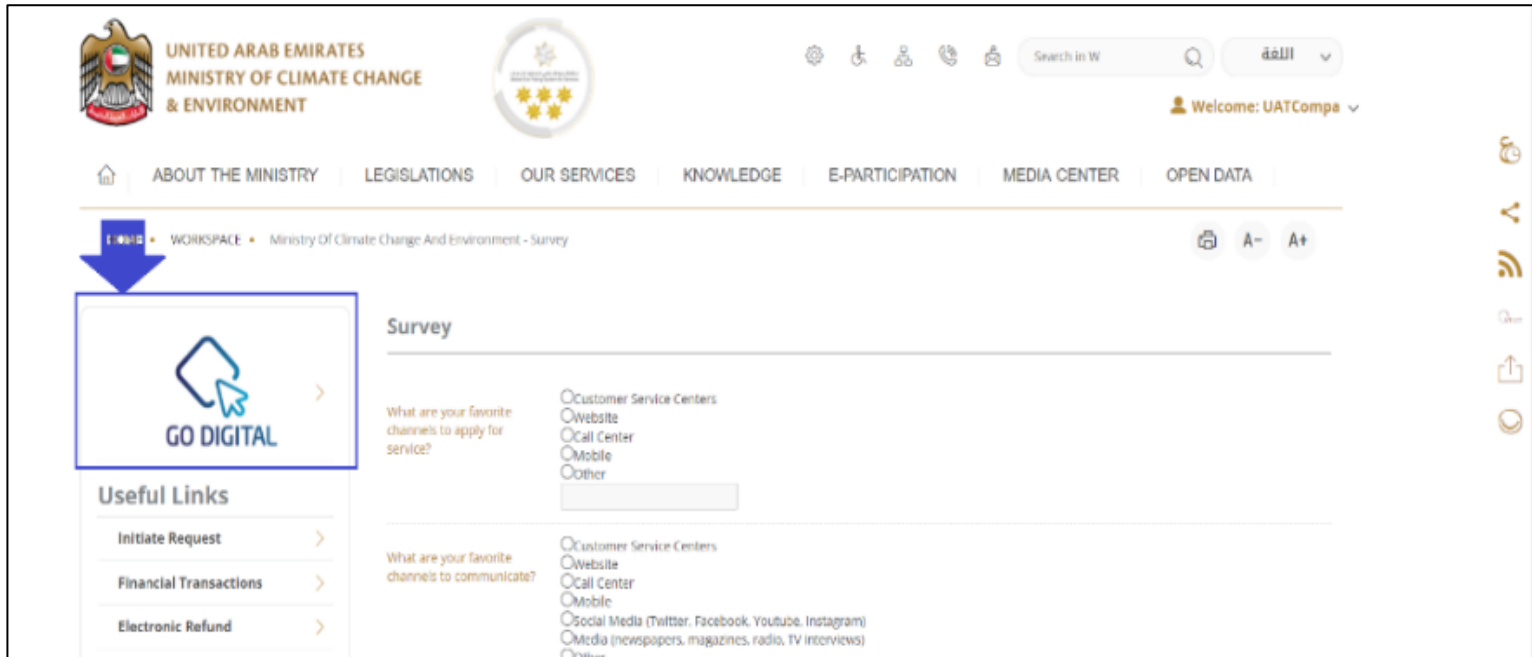 UNITED ARAB EMIRATES
MINISTRY OF CLIMATE CHANGE
& ENVIRONMENT
Search in W
اللغة
Welcome: UATCompa
ABOUT THE MINISTRY
LEGISLATIONS
OUR SERVICES
KNOWLEDGE
E-PARTICIPATION
MEDIA CENTER
OPEN DATA
HOME • WORKSPACE • Ministry Of Climate Change And Environment - Survey
A-
A+
GO DIGITAL
Useful Links
Initiate Request
Financial Transactions
Electronic Refund
Survey
What are your favorite
channels to apply for
service?
Customer Service Centers
Website
Call Center
Mobile
Other
What are your favorite
channels to communicate?
Customer Service Centers
Website
Call Center
Mobile
Social Media (Twitter, Facebook, Youtube, Instagram)
Media (newspapers, magazines, radio, TV interviews)
Other